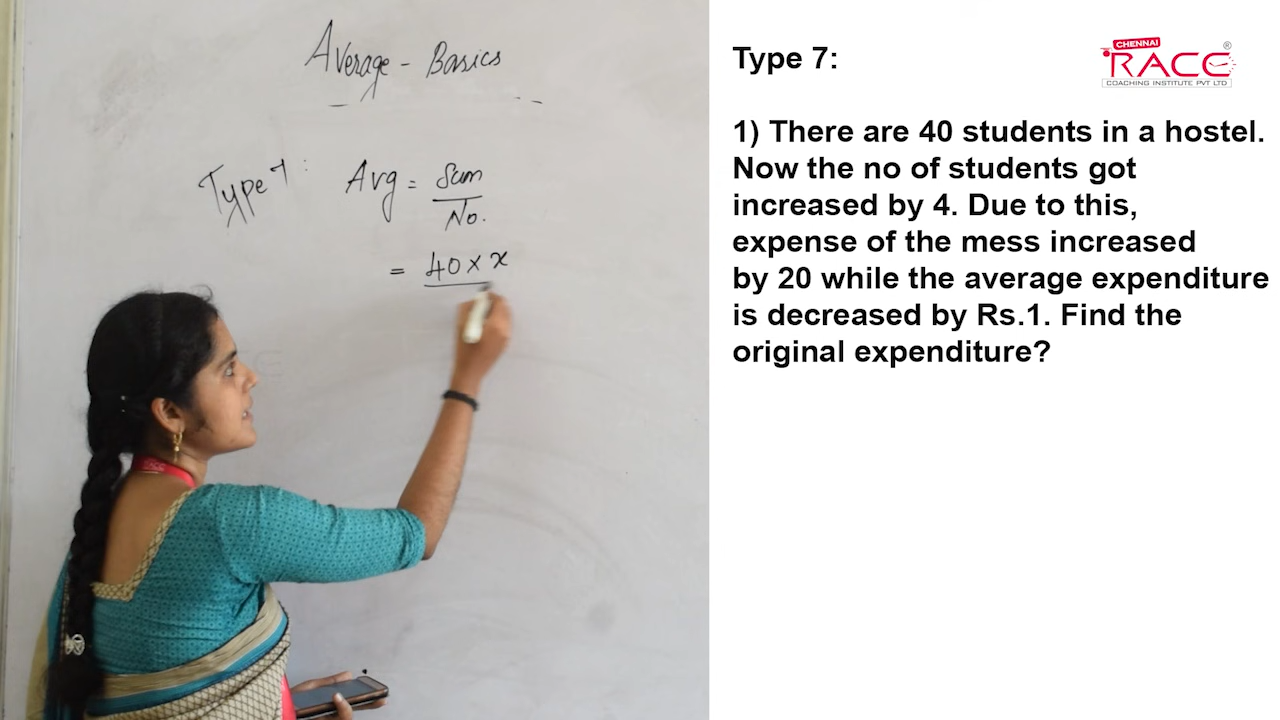 Average - Basics
Type 7:
Avg = Sum
No.
= 40 × x
Type 7:
CHENNAI
RACE
COACHING INSTITUTE PVT LTD
1) There are 40 students in a hostel.
Now the no of students got
increased by 4. Due to this,
expense of the mess increased
by 20 while the average expenditure
is decreased by Rs.1. Find the
original expenditure?